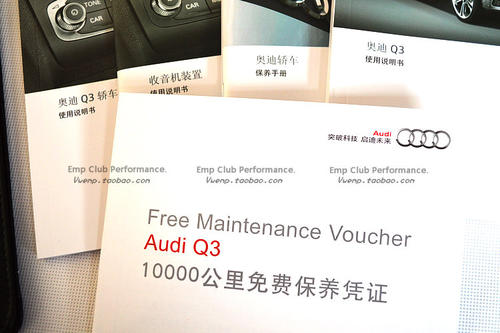 TONE
CAR
CAR
奥迪 Q3 轿车
使用说明书
收音机装置
使用说明书
奥迪轿车
保养手册
奥迪 Q3
使用说明书
Audi
突破科技 启迪未来
Emp Club Performance. Emp Club Performance. Emp Club Performance.
Vwemp.taobao.com Vwemp.taobao.com Vwemp.taobao.com
Free Maintenance Voucher
Audi Q3
10000公里免费保养凭证